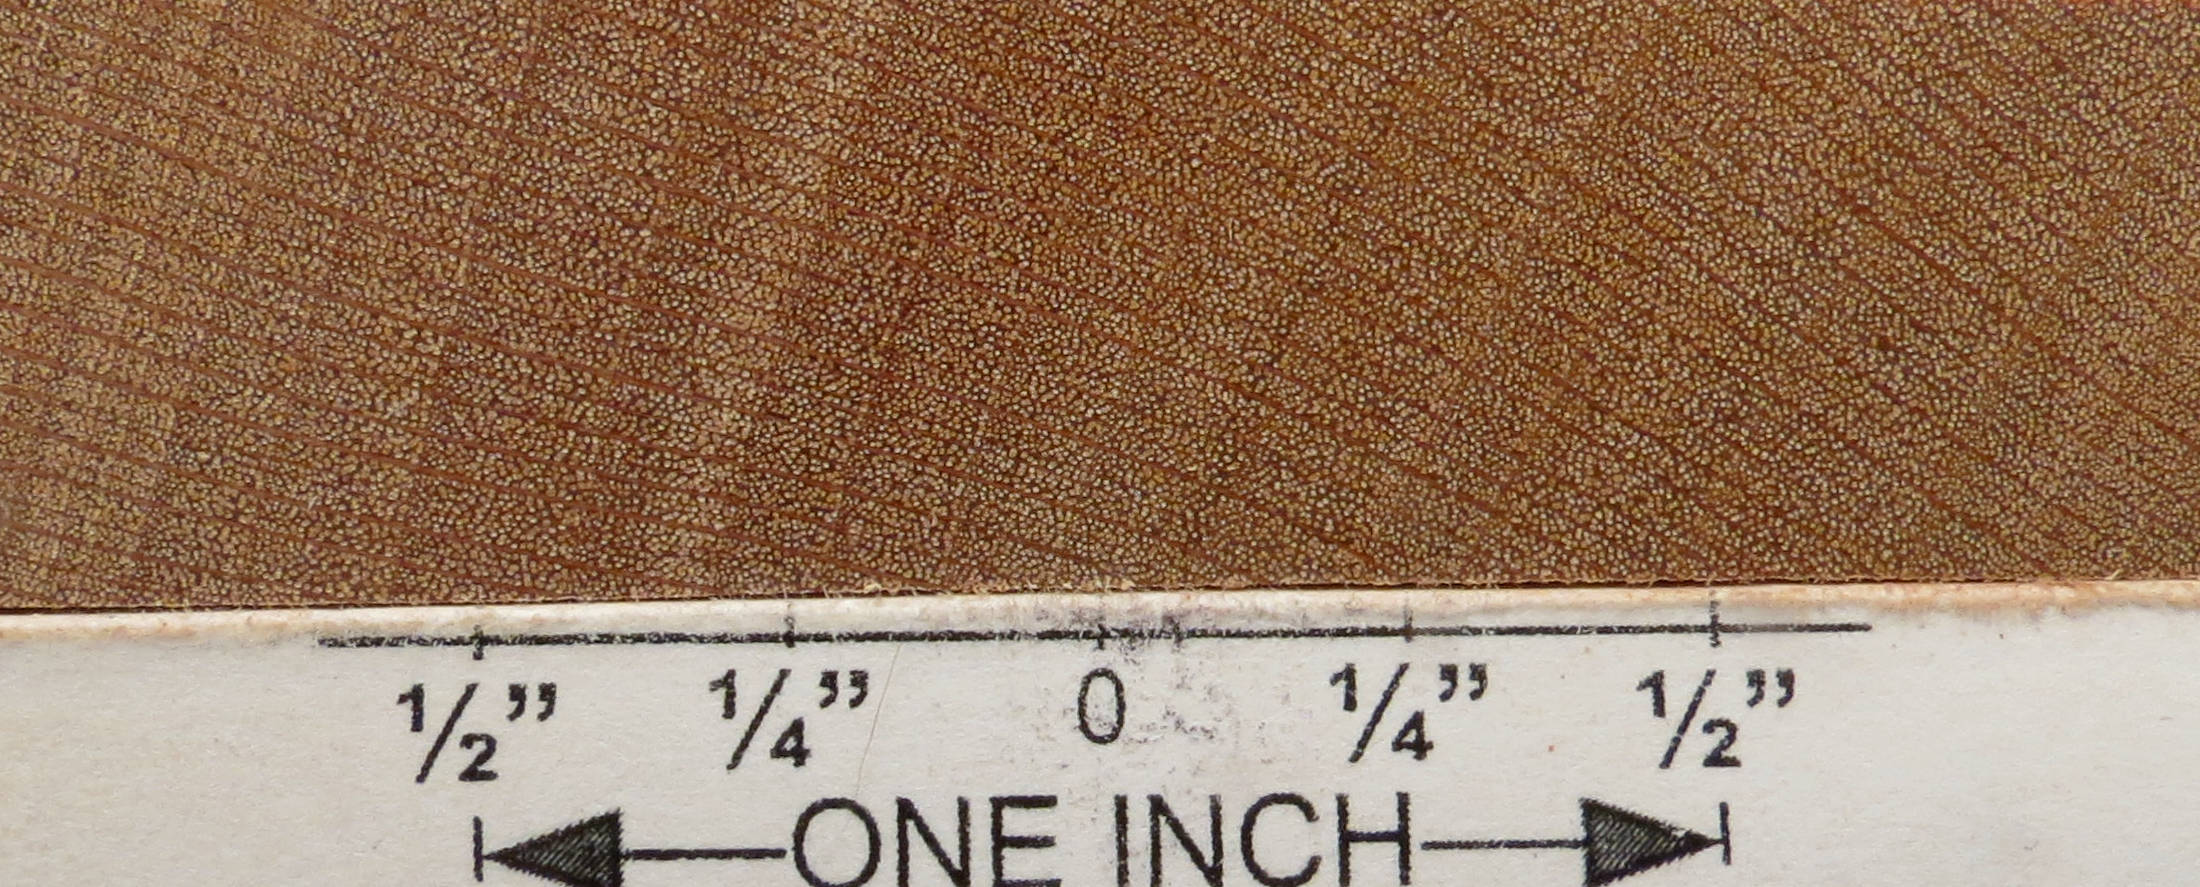 1/2” 1/4” 0 1/4” 1/2”
ONE INCH